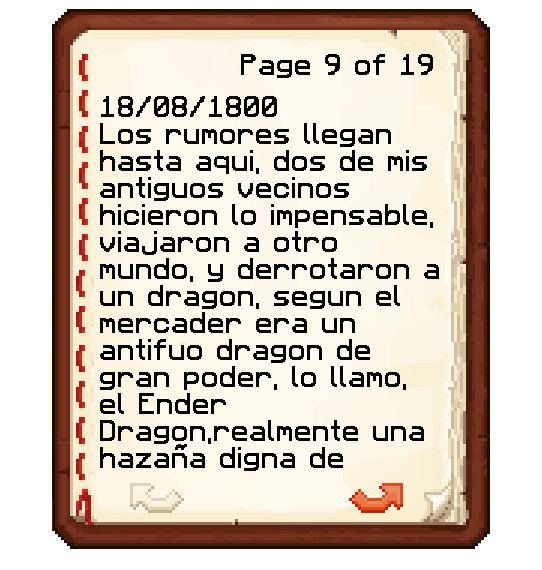 Page 9 of 19
18/08/1800
Los rumores llegan
hasta aqui, dos de mis
antiguos vecinos
hicieron lo impensable,
viajaron a otro
mundo, y derrotaron a
un dragon, segun el
mercader era un
antifuo dragon de
gran poder, lo llamo,
el Ender
Dragon,realmente una
hazaña digna de